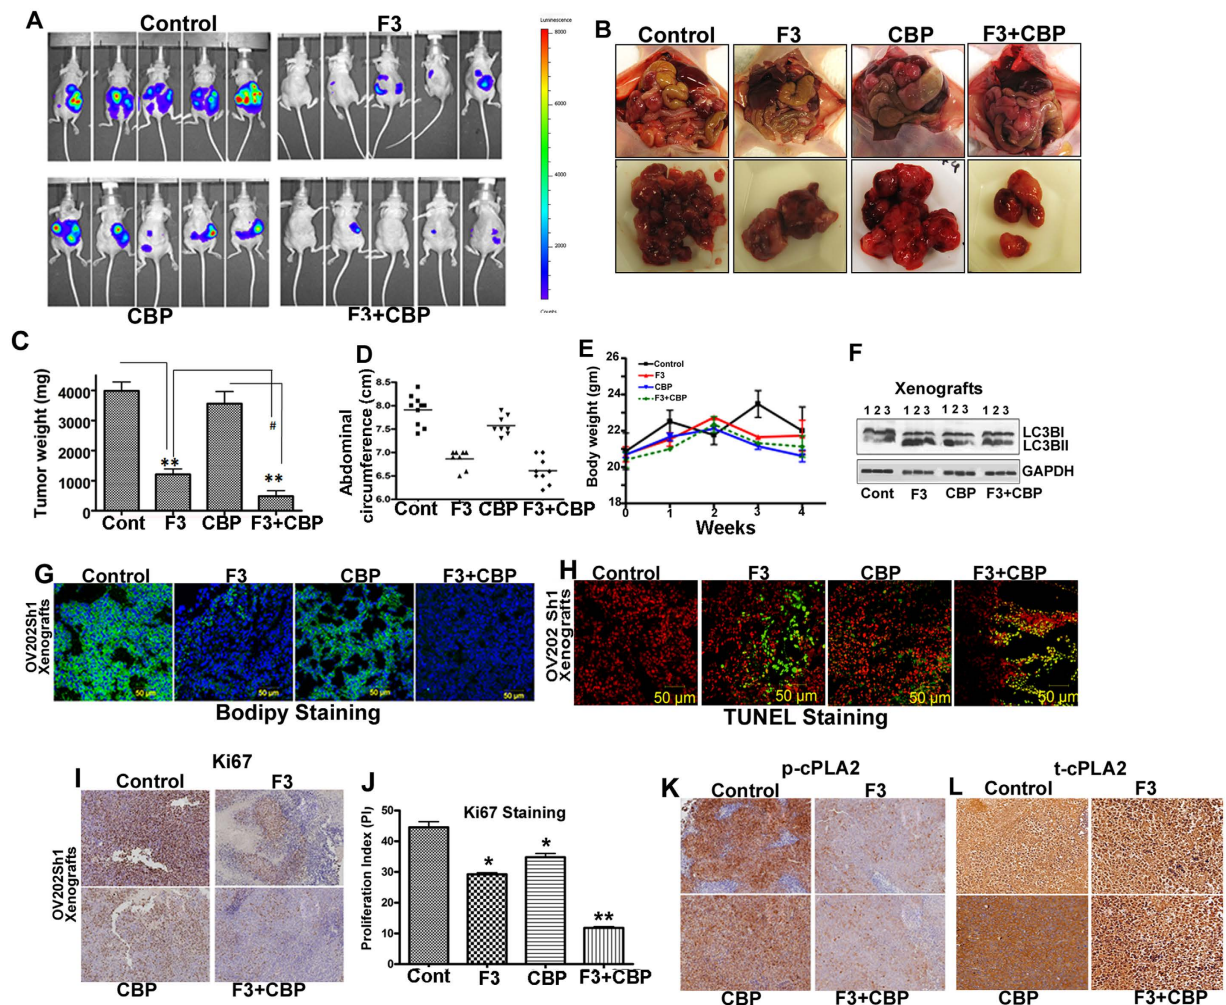 A
Control
F3
CBP
F3+CBP
Luminescence
8000
6000
4000
2000
Counts
B
Control
F3
CBP
F3+CBP
C
Tumor weight (mg)
4000
3000
2000
1000
0
**
#
**
Cont
F3
CBP
F3+CBP
D
Abdominal
circumference (cm)
8.5
8.0
7.5
7.0
6.5
6.0
Cont
F3
CBP
F3+CBP
E
Body weight (gm)
26
24
22
20
18
Control
F3
CBP
F3+CBP
0
1
2
3
4
Weeks
F
Xenografts
1 2 3
1 2 3
1 2 3
1 2 3
LC3BI
LC3BII
GAPDH
Cont
F3
CBP
F3+CBP
G
Control
F3
CBP
F3+CBP
OV202Sh1
Xenografts
50 µm
50 µm
50 µm
50 µm
Bodipy Staining
H
Control
F3
CBP
F3+CBP
OV202 Sh1
Xenografts
50 µm
50 µm
50 µm
50 µm
TUNEL Staining
Ki67
I
Control
F3
OV202Sh1
Xenografts
CBP
F3+CBP
J
Ki67 Staining
Proliferation Index (PI)
50
40
30
20
10
0
*
*
**
Cont
F3
CBP
F3+CBP
p-cPLA2
K
Control
F3
CBP
F3+CBP
t-cPLA2
L
Control
F3
CBP
F3+CBP